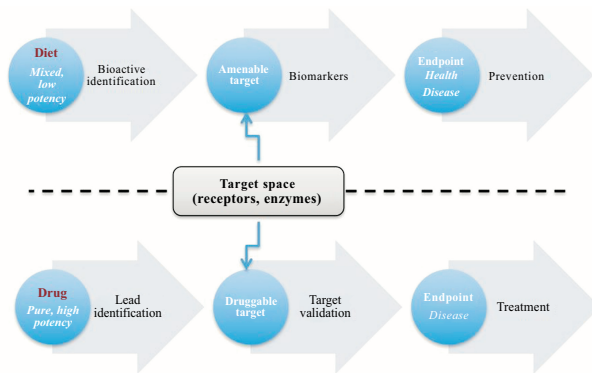 Diet
Mixed,
low
potency
Bioactive
identification
Amenable
target
Biomarkers
Endpoint
Health
Disease
Prevention
Target space
(receptors, enzymes)
Drug
Pure, high
potency
Lead
identification
Druggable
target
Target
validation
Endpoint
Disease
Treatment